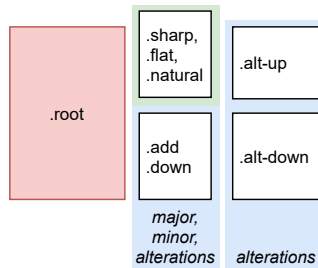 .root
.sharp,
.flat,
.natural
.add
.down
major,
minor,
alterations
.alt-up
.alt-down
alterations